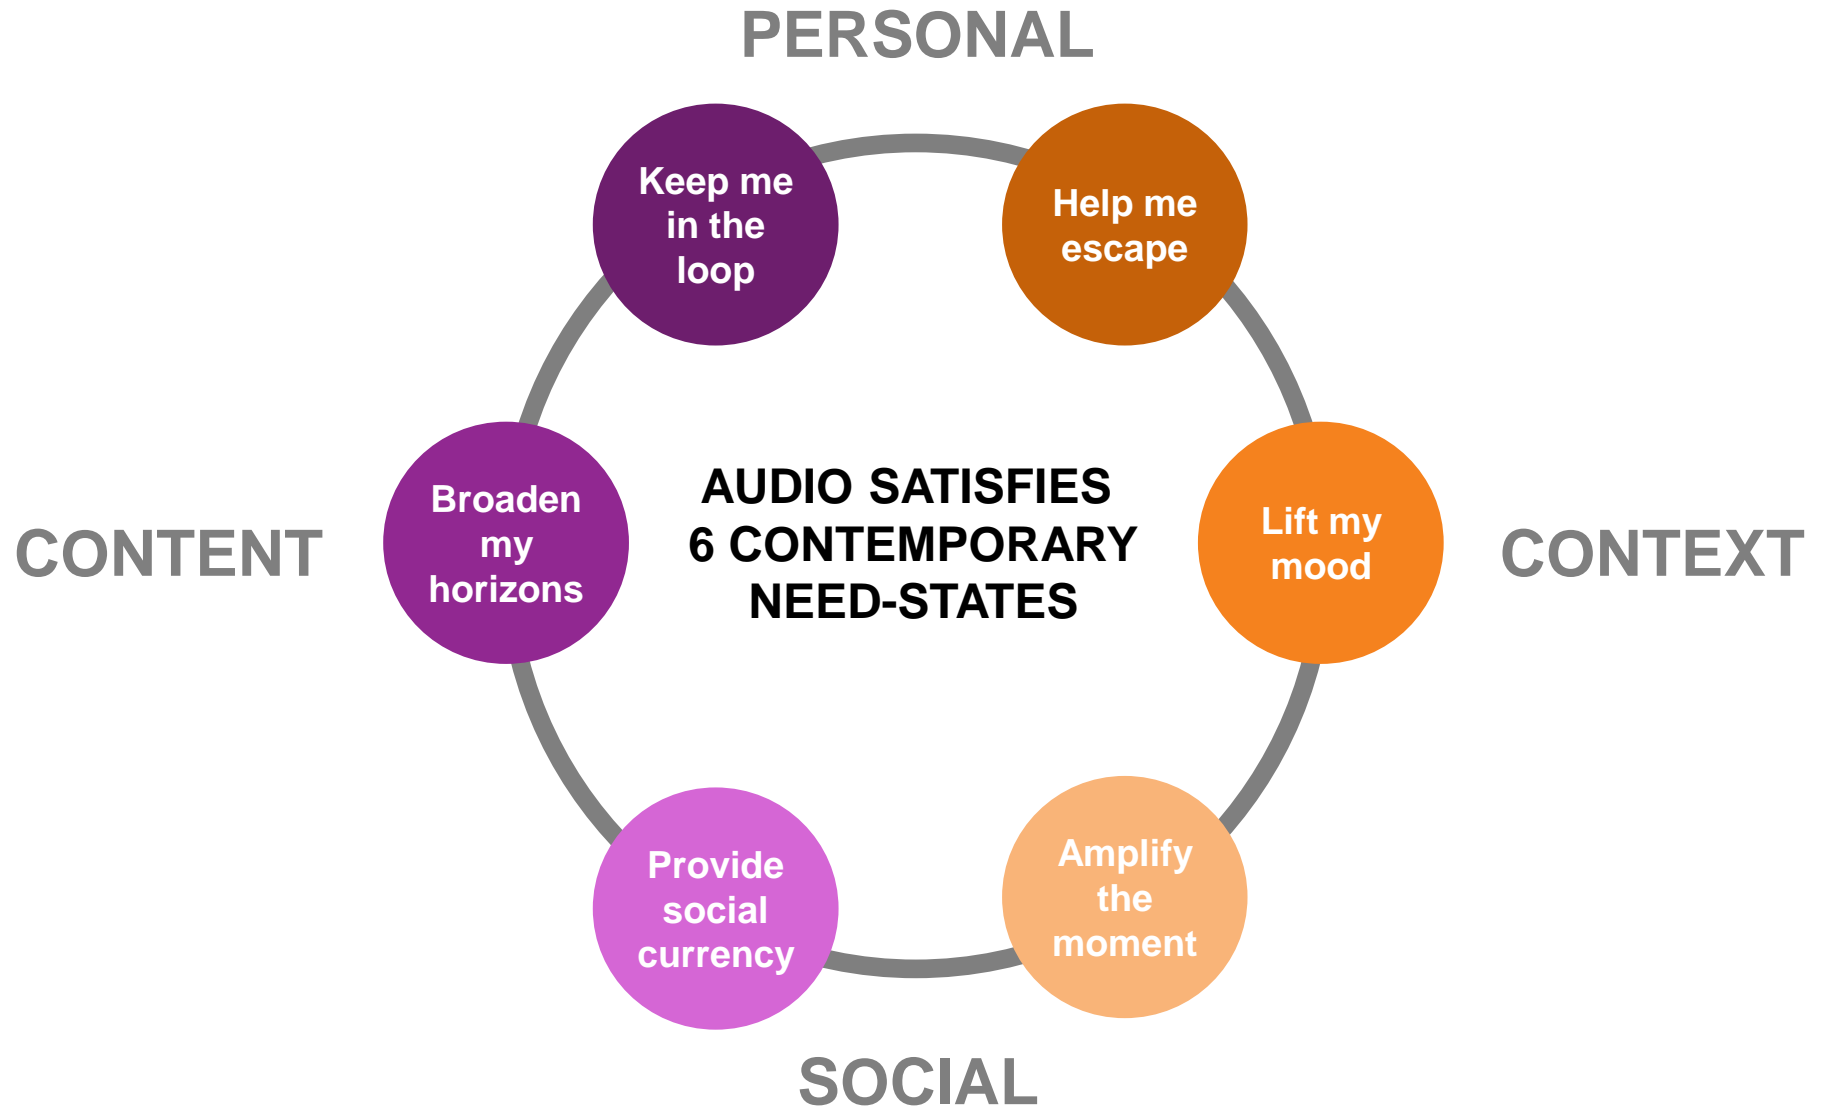 PERSONAL
Keep me
in the
loop
Help me
escape
AUDIO SATISFIES
6 CONTEMPORARY
NEED-STATES
CONTENT
Broaden
my
horizons
Lift my
mood
CONTEXT
Provide
social
currency
Amplify
the
moment
SOCIAL